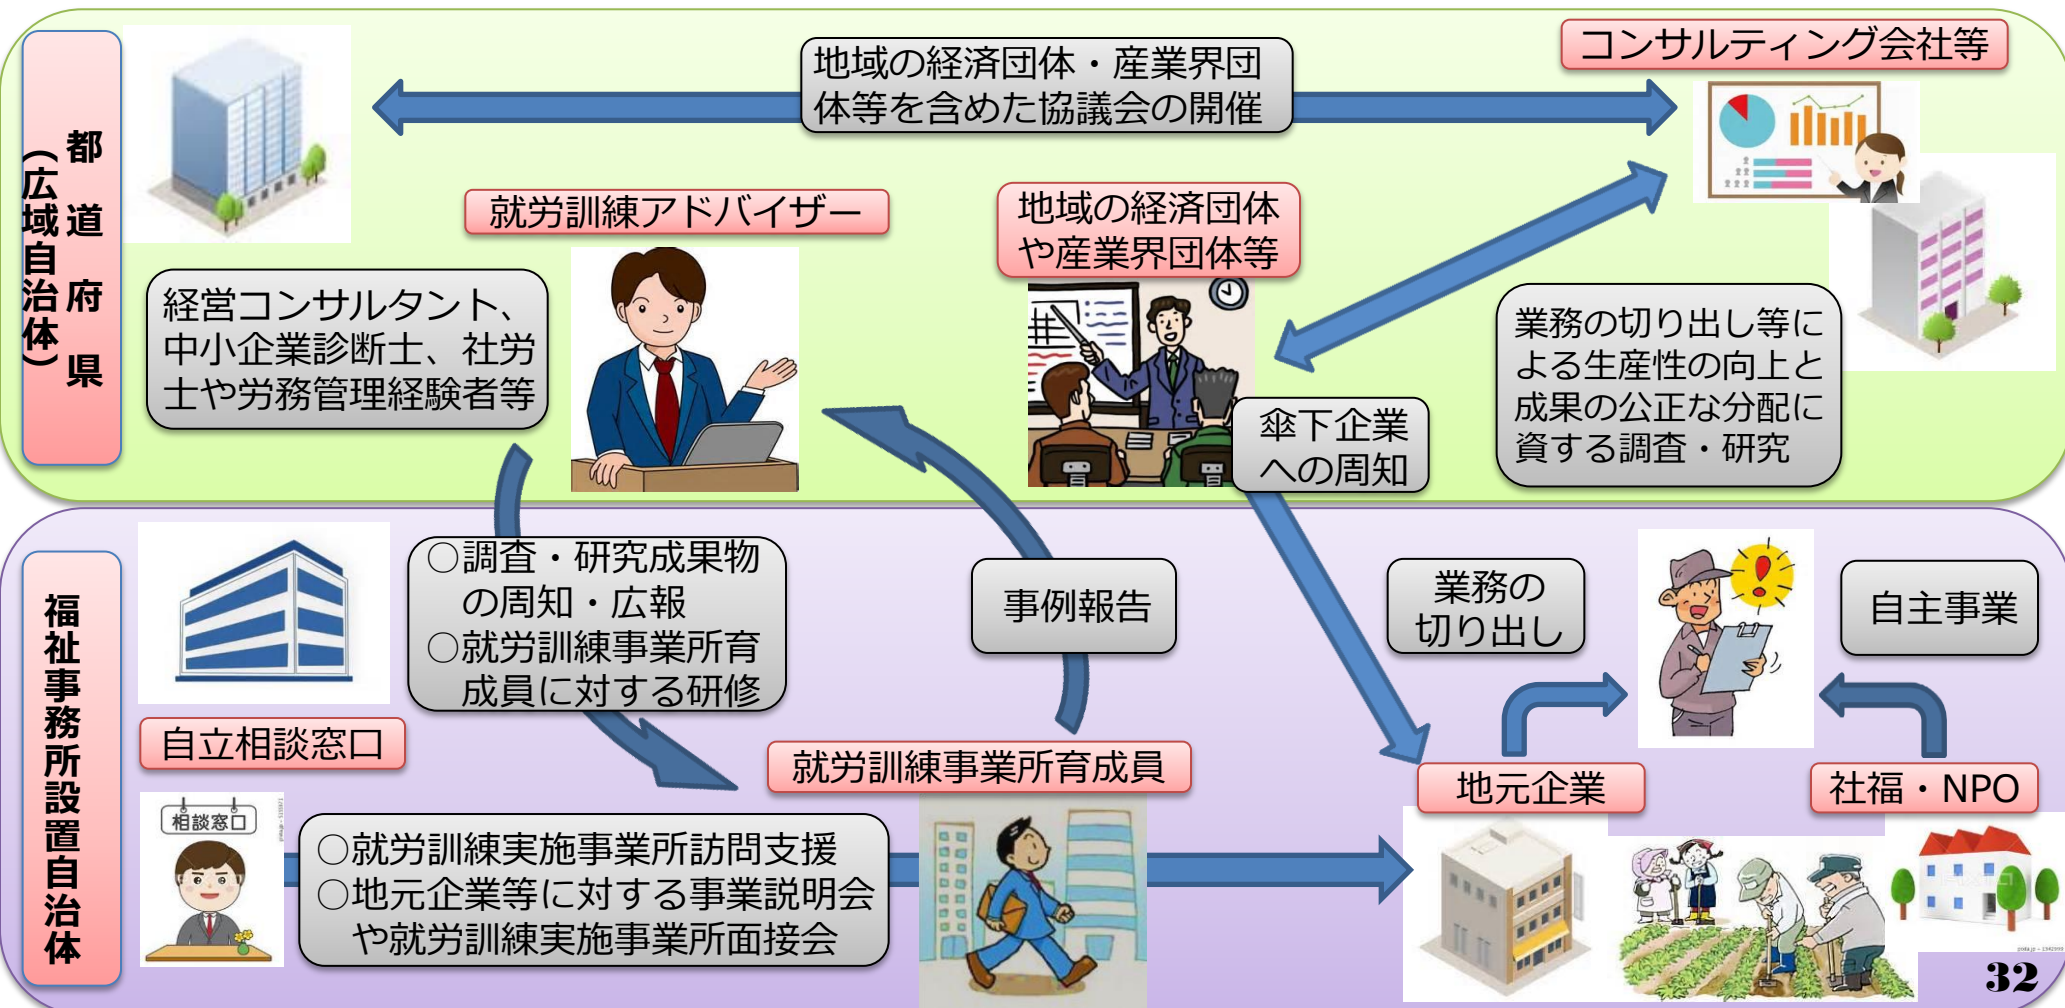 都道府県
（広域自治体）
地域の経済団体・産業界団
体等を含めた協議会の開催
コンサルティング会社等
就労訓練アドバイザー
地域の経済団体
や産業界団体等
経営コンサルタント、
中小企業診断士、社労
士や労務管理経験者等
業務の切り出し等に
よる生産性の向上と
成果の公正な分配に
資する調査・研究
傘下企業
への周知
福祉事務所設置自治体
○調査・研究成果物
の周知・広報
○就労訓練事業所育
成員に対する研修
事例報告
業務の
切り出し
自主事業
自立相談窓口
就労訓練事業所育成員
地元企業
社福・NPO
相談窓口
○就労訓練実施事業所訪問支援
○地元企業等に対する事業説明会
や就労訓練実施事業所面接会
32